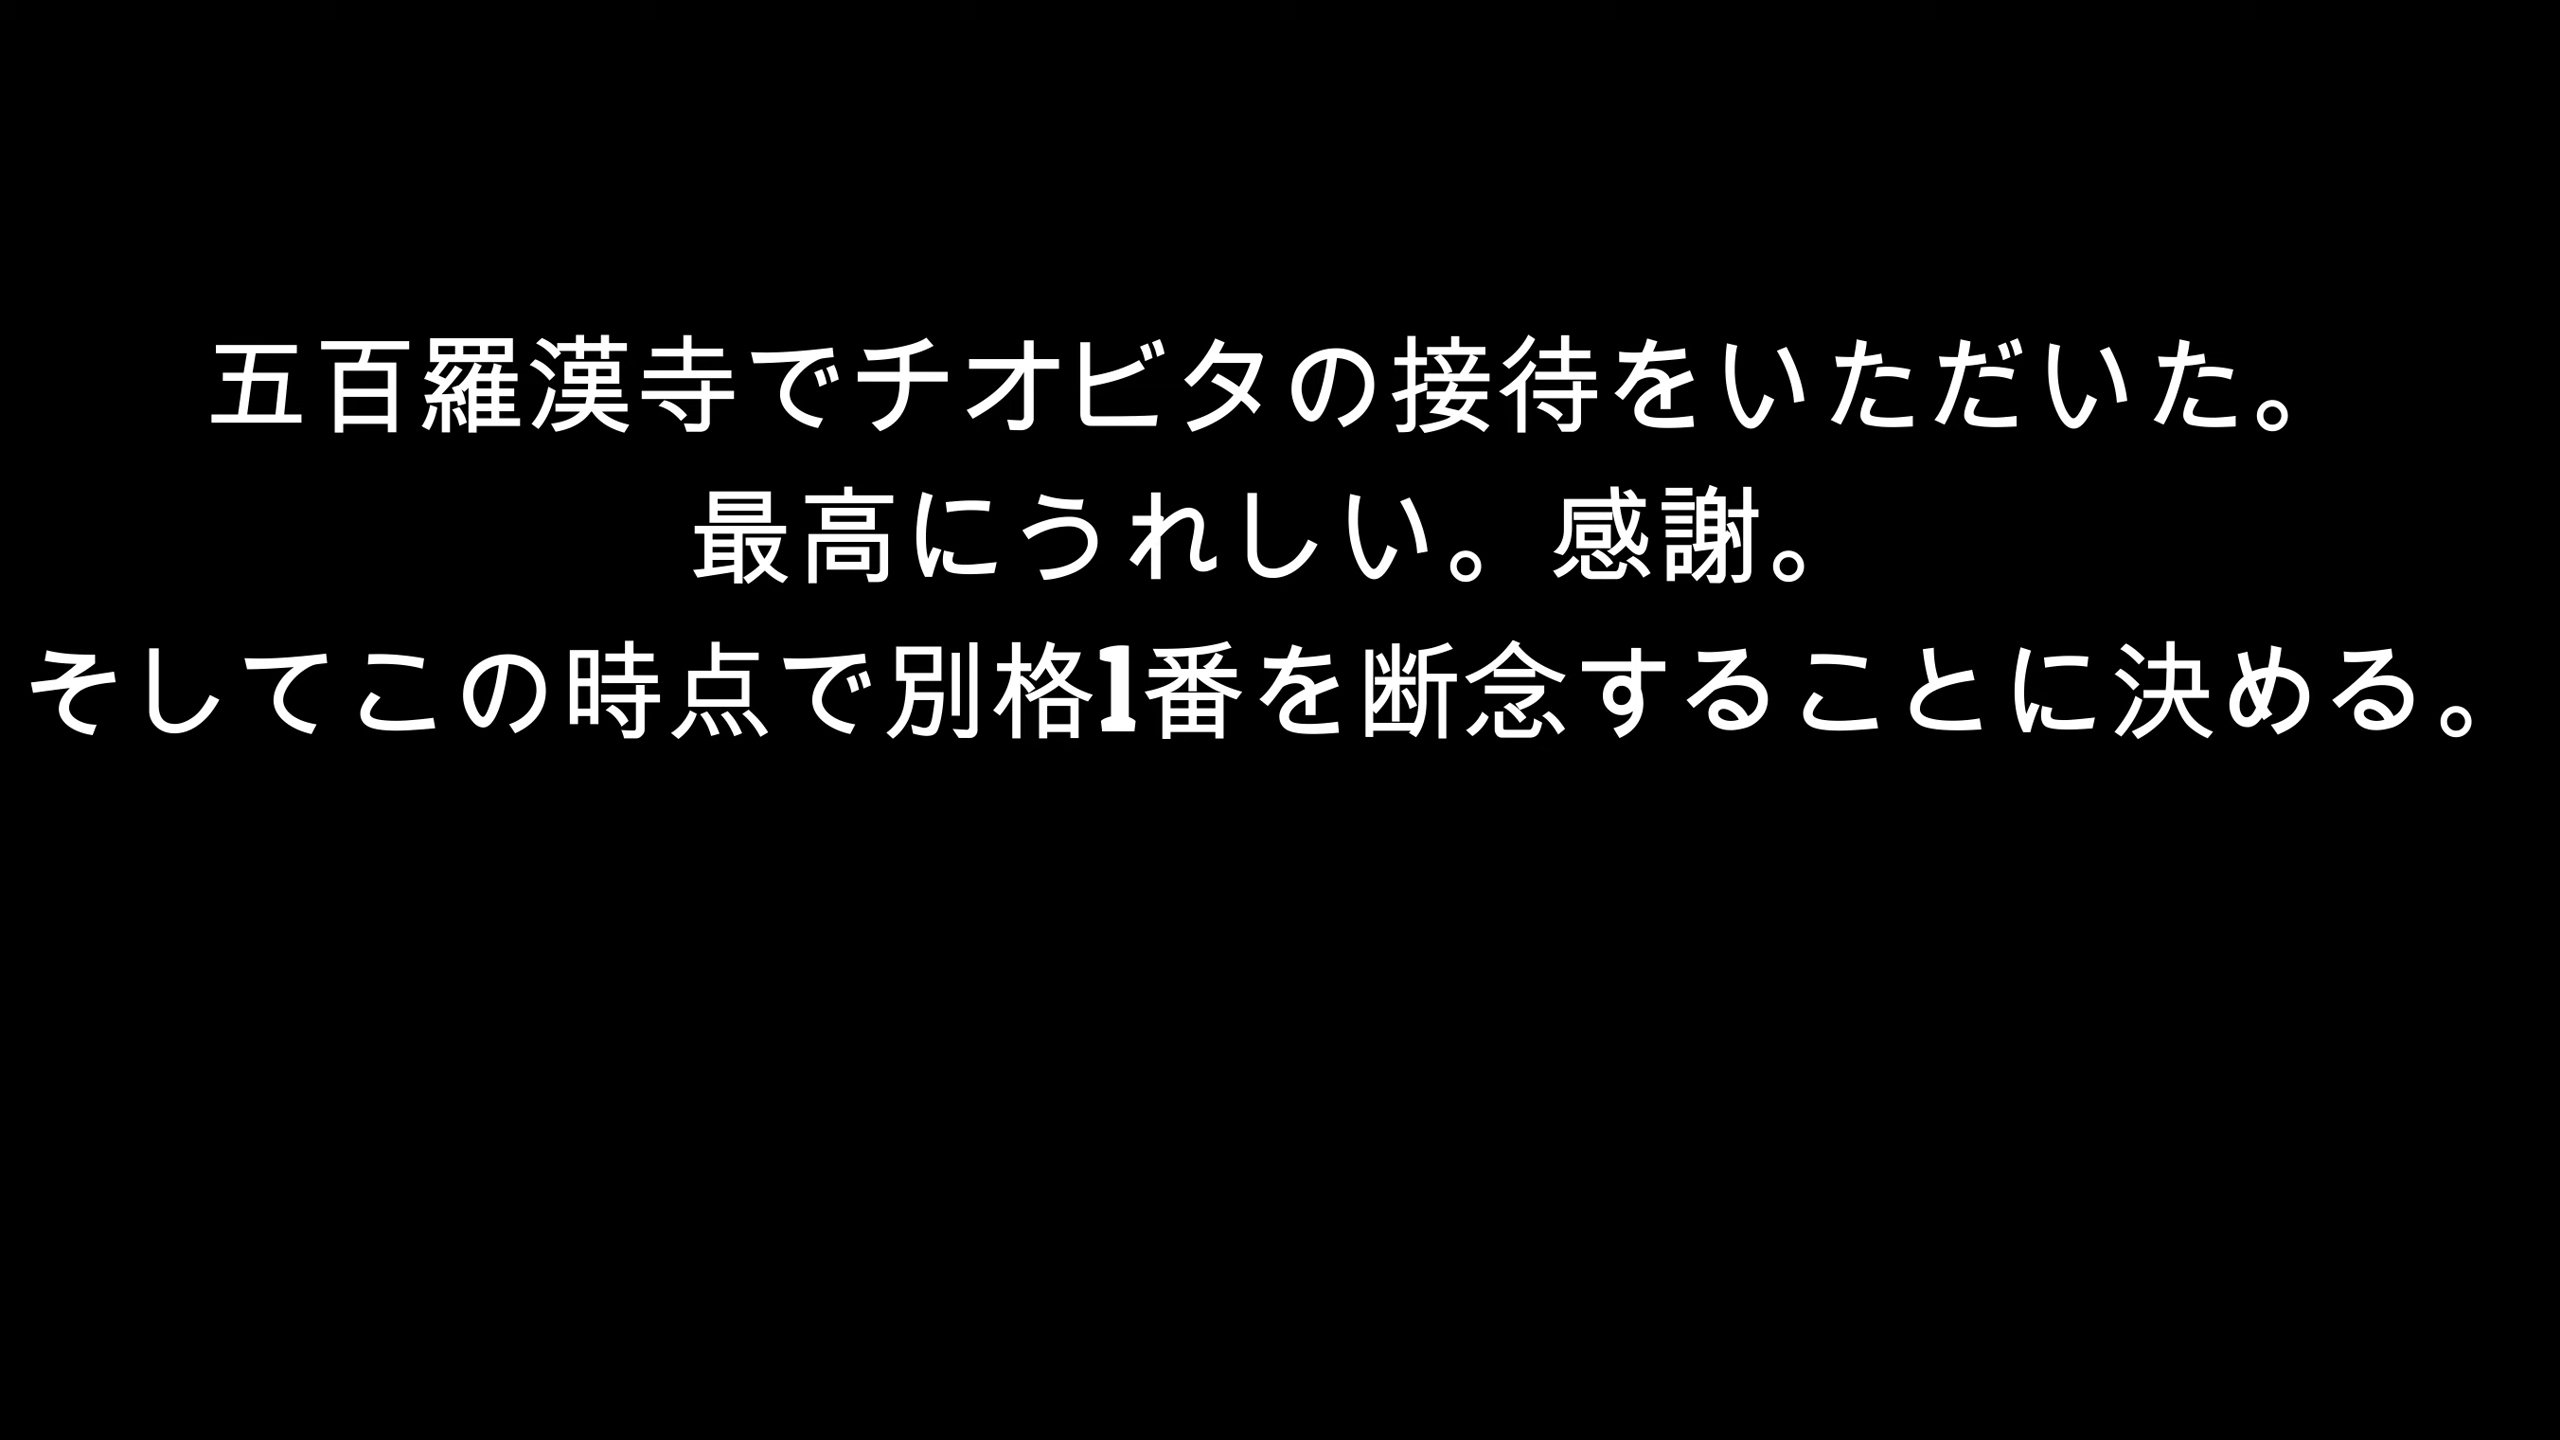 五百羅漢寺でチオビタの接待をいただいた。
最高にうれしい。感謝。
そしてこの時点で別格1番を断念することに決める。